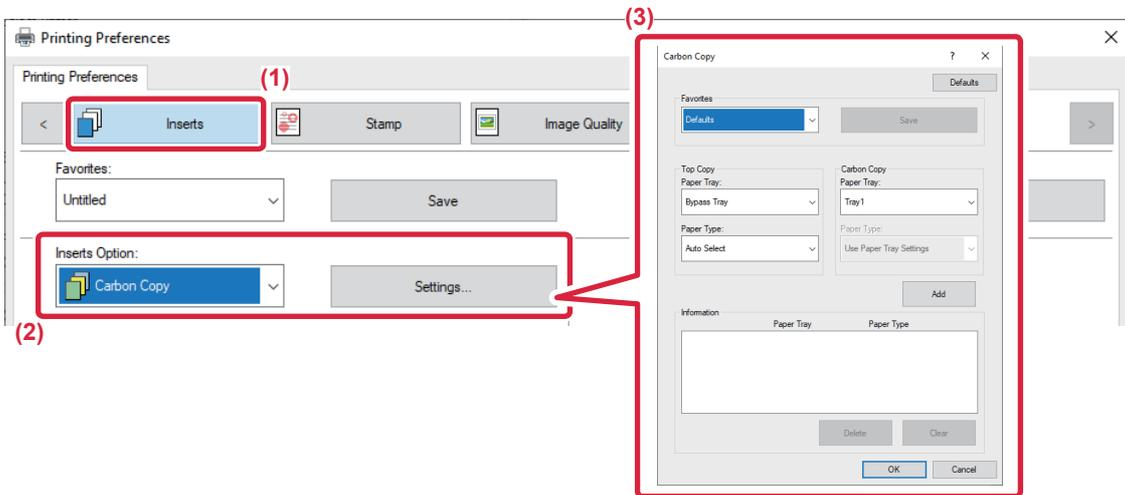 (3)
Printing Preferences
Printing Preferences
(1)
< Inserts Stamp Image Quality >
Favorites:
Untitled Save
Inserts Option:
Carbon Copy Settings...
(2)
Carbon Copy ? ×
Defaults
Favorites
Defaults Save
Top Copy Carbon Copy
Paper Tray: Paper Tray:
Bypass Tray Tray1
Paper Type: Paper Type:
Auto Select Use Paper Tray Settings
Add
Information
Paper Tray Paper Type
Delete Clear
OK Cancel